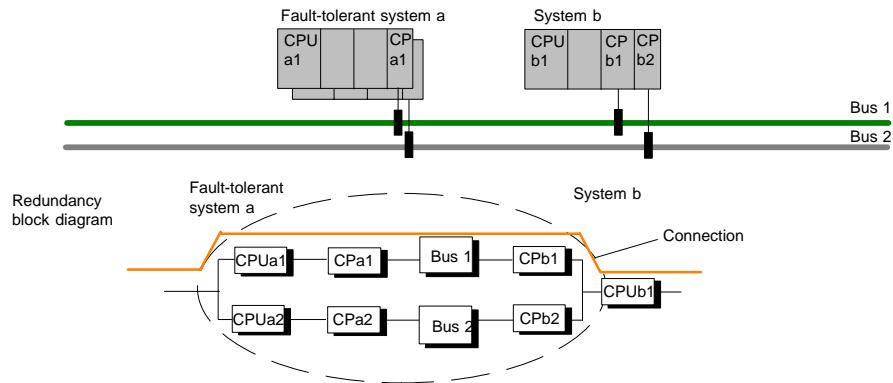 Fault-tolerant system a
System b
CPU
a1
CP
a1
CPU
b1
CP
b1
CP
b2
Bus 1
Bus 2
Redundancy
block diagram
Fault-tolerant
system a
System b
Connection
CPUa1
CPa1
Bus 1
CPb1
CPUb1
CPUa2
CPa2
Bus 2
CPb2